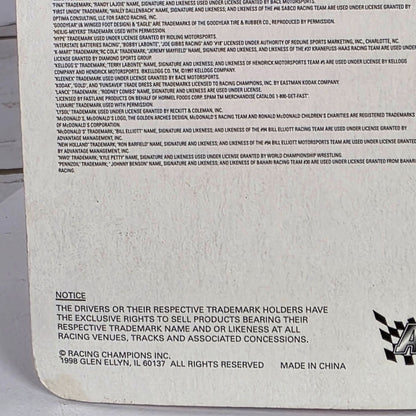 "FINA" TRADEMARK, "RANDY LAJOIE" NAME, SIGNATURE AND LIKENESS USED UNDER LICENSE GRANTED BY BACE MOTORSPORTS.
"FIRST UNION" TRADEMARK, "WALLY DALLENBACH" NAME, SIGNATURE AND LIKENESS; AND LIKENESS OF THE #46 SABCO RACING TEAM ARE USED UNDER LICENSE GRANTED BY
OPTIMA CONSULTING, LLC FOR SABCO RACING, INC.
"GOODYEAR (& WINGED FOOT DESIGN) & "EAGLE" ARE TRADEMARKS OF THE GOODYEAR TIRE & RUBBER CO., REPRODUCED BY PERMISSION.
"HEILIG-MEYERS" TRADEMARK USED WITH PERMISSION.
"HYPE" TRADEMARK USED UNDER LICENSE GRANTED BY RIDLING MOTORSPORTS.
"INTERSTATE BATTERIES RACING", "BOBBY LABONTE", "JOE GIBBS RACING" AND "#18" LICENSED UNDER AUTHORITY OF REDLINE SPORTS MARKETING, INC., CHARLOTTE, NC.
"K-MART" TRADEMARK, "RC COLA" TRADEMARK, "JEREMY MAYFIELD" NAME, SIGNATURE AND LIKENESS; AND LIKENESS OF THE #37 KRANEFUSS-HAAS RACING TEAM ARE USED UNDER
LICENSE GRANTED BY DIAMOND SPORTS GROUP
"KELLOGG'S" TRADEMARK, "TERRY LABONTE" NAME, SIGNATURE AND LIKENESS; AND LIKENESS OF HENDRICK MOTORSPORTS TEAM #5 ARE USED UNDER LICENSE BY KELLOGG
COMPANY AND HENDRICK MOTORSPORTS. KELLOGG CO. TM, ©1997 KELLOGG COMPANY.
"KLEENEX" TRADEMARK USED UNDER LICENSE GRANTED BY BACE MOTORSPORTS.
"KODAK", "GOLD", AND "FUNSAVER" TRADE DRESS ARE TRADEMARKS LICENSED TO RACING CHAMPIONS, INC., BY EASTMAN KODAK COMPANY.
"LANCE" TRADEMARK, "RODNEY COMBS" NAME, SIGNATURE AND LIKENESS USED UNDER LICENSE.
"LICENSED BY FASTLANE PRODUCTS ON BEHALF OF HORMEL FOODS CORP. SPAM TM MERCHANDISE CATALOG 1-800-GET-FAST".
"LUXAIRE" TRADEMARK USED WITH PERMISSION.
"LYSOL" TRADEMARK USED UNDER LICENSE GRANTED BY RECKITT & COLEMAN, INC.
"McDONALD'S, McDONALD'S LOGO, THE GOLDEN ARCHES DESIGN, McDONALD'S RACING TEAM AND RONALD McDONALD CHILDREN'S CHARITIES ARE REGISTERED TRADEMARKS
OF McDONALD'S CORPORATION.
"McDONALD'S" TRADEMARK, "BILL ELLIOTT" NAME, SIGNATURE AND LIKENESS; AND LIKENESS OF THE #94 BILL ELLIOTT MOTORSPORTS TEAM ARE USED UNDER LICENSE GRANTED BY
ADVANTAGE MANAGEMENT, INC.
"NEW HOLLAND" TRADEMARK, "RON BARFIELD" NAME, SIGNATURE AND LIKENESS; AND LIKENESS OF THE #94 BILL ELLIOTT MOTORSPORTS TEAM ARE USED UNDER LICENSE GRANTED
BY ADVANTAGE MANAGEMENT, INC.
"NWO" TRADEMARK, "KYLE PETTY" NAME, SIGNATURE AND LIKENESS USED UNDER LICENSE GRANTED BY WORLD CHAMPIONSHIP WRESTLING.
"PENNZOIL" TRADEMARK, "JOHNNY BENSON" NAME, SIGNATURE AND LIKENESS; AND LIKENESS OF BAHARI RACING TEAM #30 ARE USED UNDER LICENSE GRANTED FROM BAHARI
RACING.
NOTICE
THE DRIVERS OR THEIR RESPECTIVE TRADEMARK HOLDERS HAVE
THE EXCLUSIVE RIGHTS TO SELL PRODUCTS BEARING THEIR
RESPECTIVE TRADEMARK NAME AND OR LIKENESS AT ALL
RACING VENUES, TRACKS AND ASSOCIATED CONCESSIONS.
© RACING CHAMPIONS INC.
1998 GLEN ELLYN, IL 60137 ALL RIGHTS RESERVED MADE IN CHINA